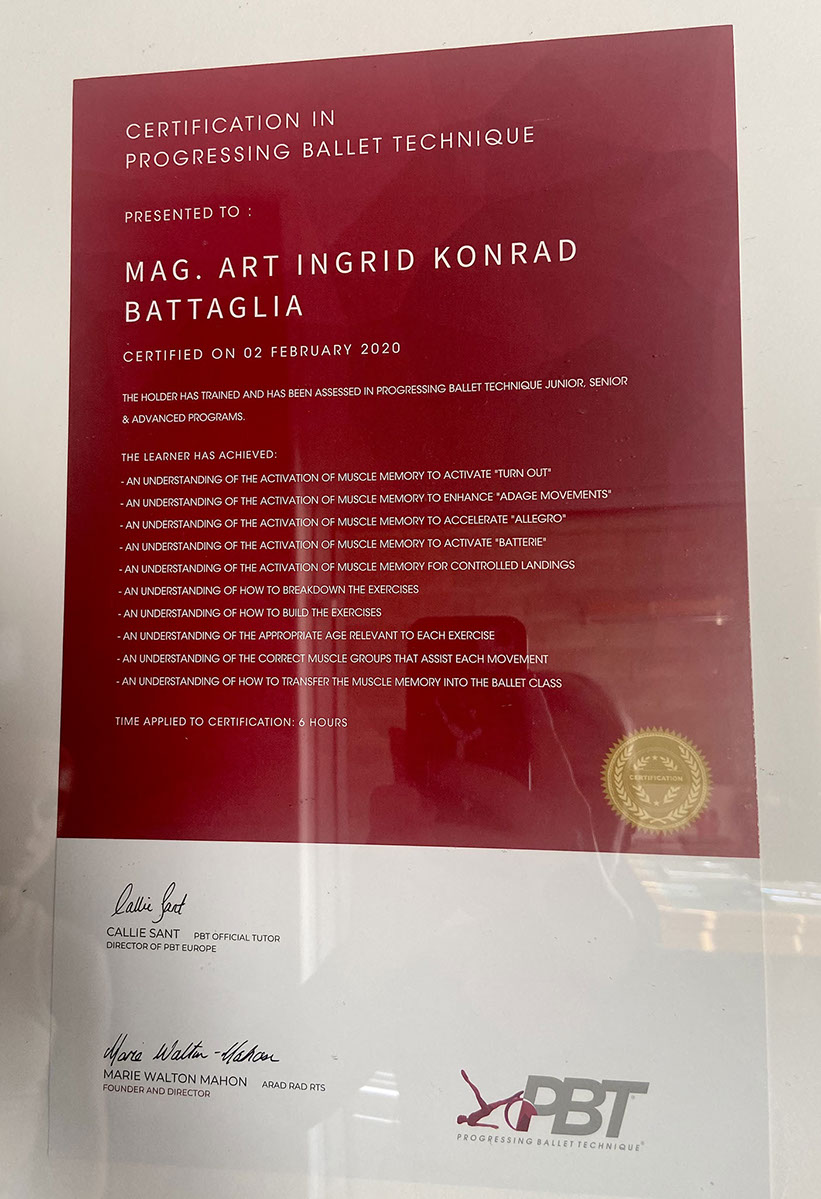 CERTIFICATION IN
PROGRESSING BALLET TECHNIQUE
PRESENTED TO :
MAG. ART INGRID KONRAD
BATTAGLIA
CERTIFIED ON 02 FEBRUARY 2020
THE HOLDER HAS TRAINED AND HAS BEEN ASSESSED IN PROGRESSING BALLET TECHNIQUE JUNIOR, SENIOR
& ADVANCED PROGRAMS.
THE LEARNER HAS ACHIEVED:
- AN UNDERSTANDING OF THE ACTIVATION OF MUSCLE MEMORY TO ACTIVATE "TURN OUT"
- AN UNDERSTANDING OF THE ACTIVATION OF MUSCLE MEMORY TO ENHANCE "ADAGE MOVEMENTS"
- AN UNDERSTANDING OF THE ACTIVATION OF MUSCLE MEMORY TO ACCELERATE "ALLEGRO"
- AN UNDERSTANDING OF THE ACTIVATION OF MUSCLE MEMORY TO ACTIVATE "BATTERIE"
- AN UNDERSTANDING OF THE ACTIVATION OF MUSCLE MEMORY FOR CONTROLLED LANDINGS
- AN UNDERSTANDING OF HOW TO BREAKDOWN THE EXERCISES
- AN UNDERSTANDING OF HOW TO BUILD THE EXERCISES
- AN UNDERSTANDING OF THE APPROPRIATE AGE RELEVANT TO EACH EXERCISE
- AN UNDERSTANDING OF THE CORRECT MUSCLE GROUPS THAT ASSIST EACH MOVEMENT
- AN UNDERSTANDING OF HOW TO TRANSFER THE MUSCLE MEMORY INTO THE BALLET CLASS
TIME APPLIED TO CERTIFICATION: 6 HOURS
CERTIFICATION
Callie Sant
CALLIE SANT PBT OFFICIAL TUTOR
DIRECTOR OF PBT EUROPE
Marie Walton-Mahon
MARIE WALTON MAHON ARAD RAD RTS
FOUNDER AND DIRECTOR
PBT®
PROGRESSING BALLET TECHNIQUE®